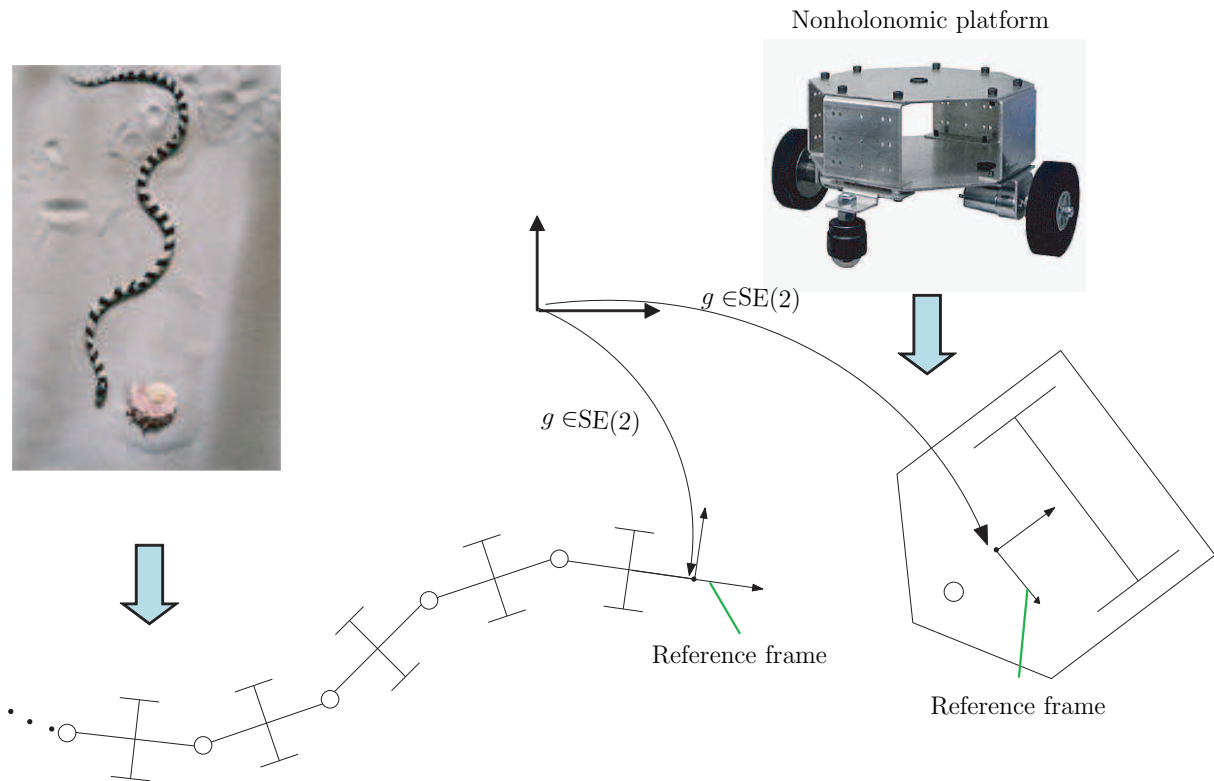 Nonholonomic platform
g ∈SE(2)
g ∈SE(2)
Reference frame
Reference frame